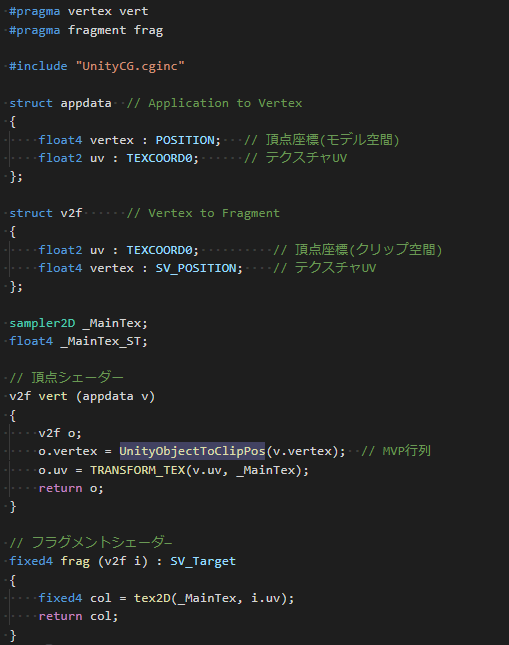 #pragma vertex vert
#pragma fragment frag
#include "UnityCG.cginc"
struct appdata // Application to Vertex
{
float4 vertex : POSITION; // 頂点座標(モデル空間)
float2 uv : TEXCOORD0; // テクスチャUV
};
struct v2f // Vertex to Fragment
{
float2 uv : TEXCOORD0; // 頂点座標(クリップ空間)
float4 vertex : SV_POSITION; // テクスチャUV
};
sampler2D _MainTex;
float4 _MainTex_ST;
// 頂点シェーダー
v2f vert (appdata v)
{
v2f o;
o.vertex = UnityObjectToClipPos(v.vertex); // MVP行列
o.uv = TRANSFORM_TEX(v.uv, _MainTex);
return o;
}
// フラグメントシェーダー
fixed4 frag (v2f i) : SV_Target
{
fixed4 col = tex2D(_MainTex, i.uv);
return col;
}